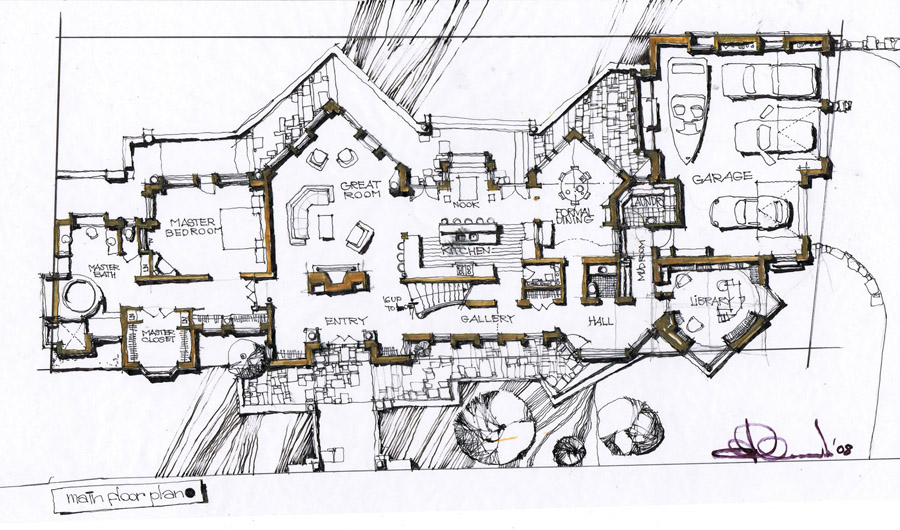 GARAGE
GREAT
ROOM
NOOK
LAUNDRY
MASTER
BEDROOM
FORMAL
DINING
KITCHEN
MUDROOM
MASTER
BATH
LIBRARY
16 UP
TO
ENTRY
GALLERY
HALL
MASTER
CLOSET
'08
main floor plan